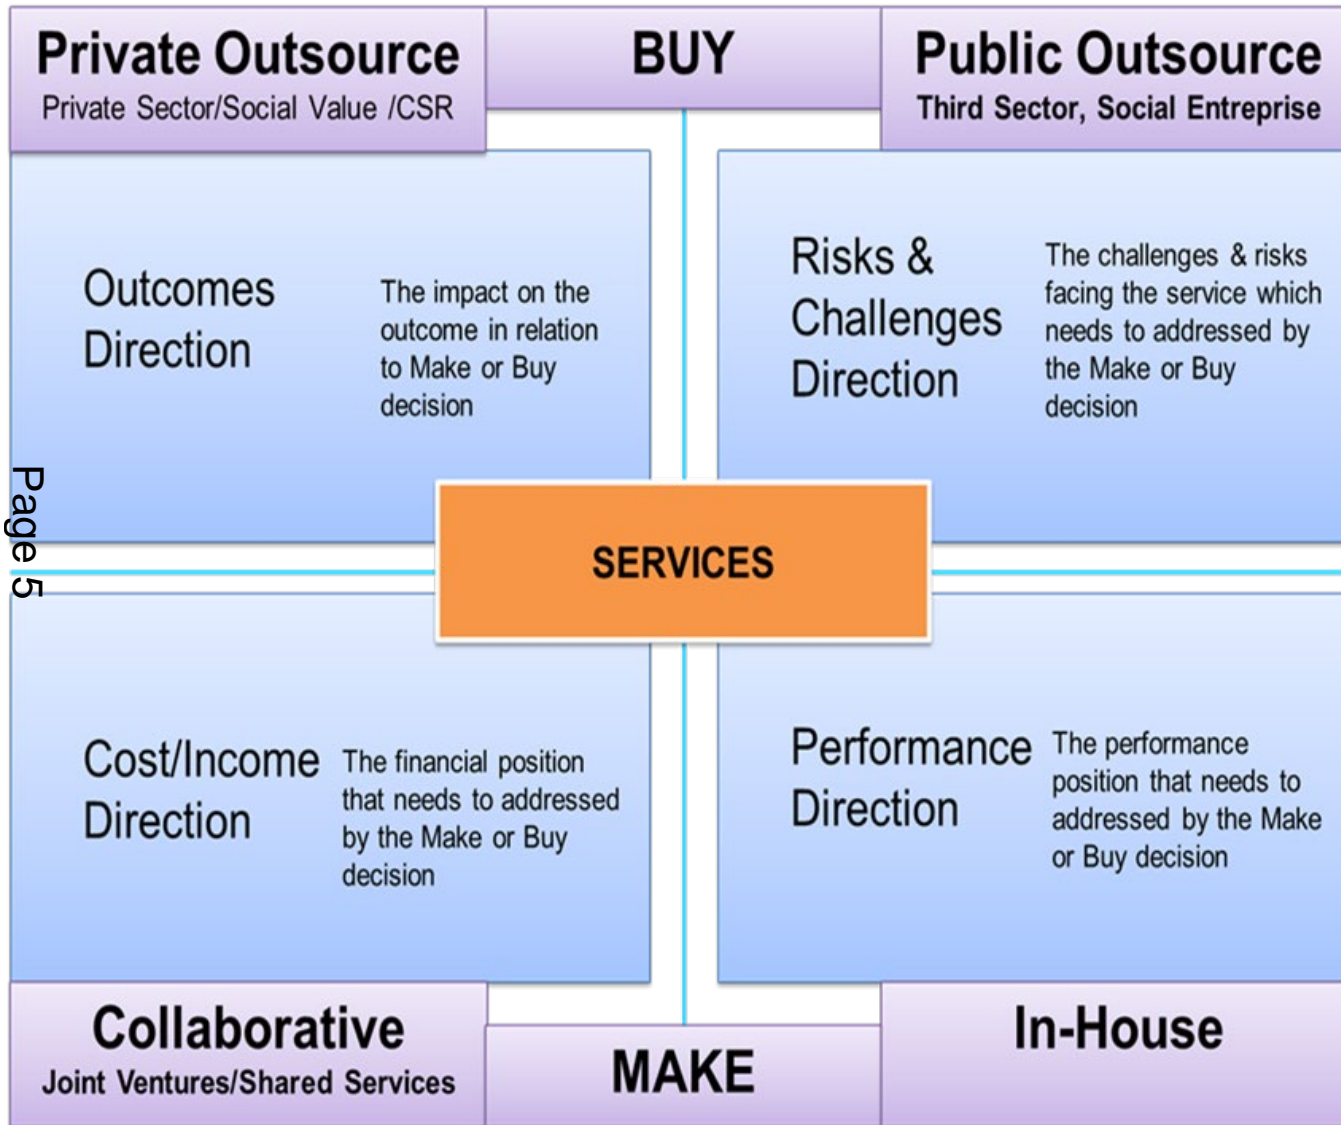 Private Outsource
Private Sector/Social Value /CSR
BUY
Public Outsource
Third Sector, Social Entreprise
Outcomes
Direction
The impact on the
outcome in relation
to Make or Buy
decision
Risks &
Challenges
Direction
The challenges & risks
facing the service which
needs to addressed by
the Make or Buy
decision
Page 5
SERVICES
Cost/Income
Direction
The financial position
that needs to addressed
by the Make or Buy
decision
Performance
Direction
The performance
position that needs to
addressed by the Make
or Buy decision
Collaborative
Joint Ventures/Shared Services
MAKE
In-House